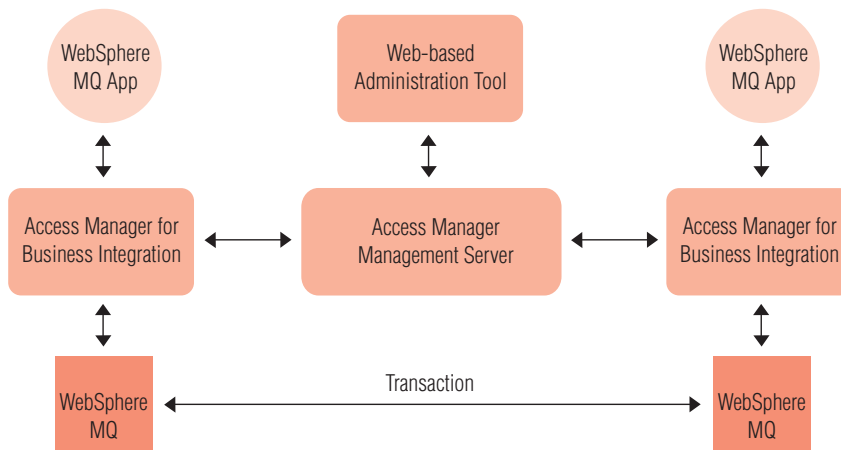 WebSphere
MQ App
Web-based
Administration Tool
WebSphere
MQ App
Access Manager for
Business Integration
Access Manager
Management Server
Access Manager for
Business Integration
Transaction
WebSphere
MQ
WebSphere
MQ